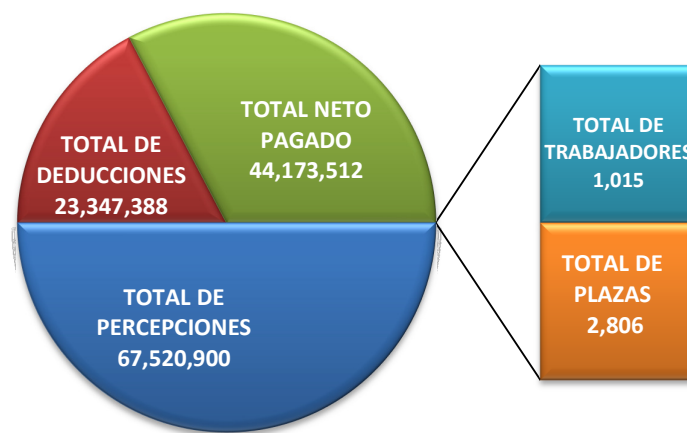 TOTAL NETO
PAGADO
44,173,512
TOTAL DE
DEDUCCIONES
23,347,388
TOTAL DE
PERCEPCIONES
67,520,900
TOTAL DE
TRABAJADORES
1,015
TOTAL DE
PLAZAS
2,806